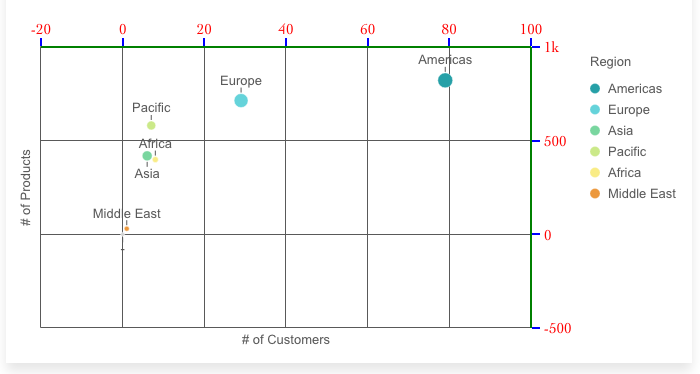 -20 0 20 40 60 80 100
1k
500
0
-500
# of Products
# of Customers
Americas
Europe
Pacific
Africa
Asia
Middle East
-
Region
Americas
Europe
Asia
Pacific
Africa
Middle East